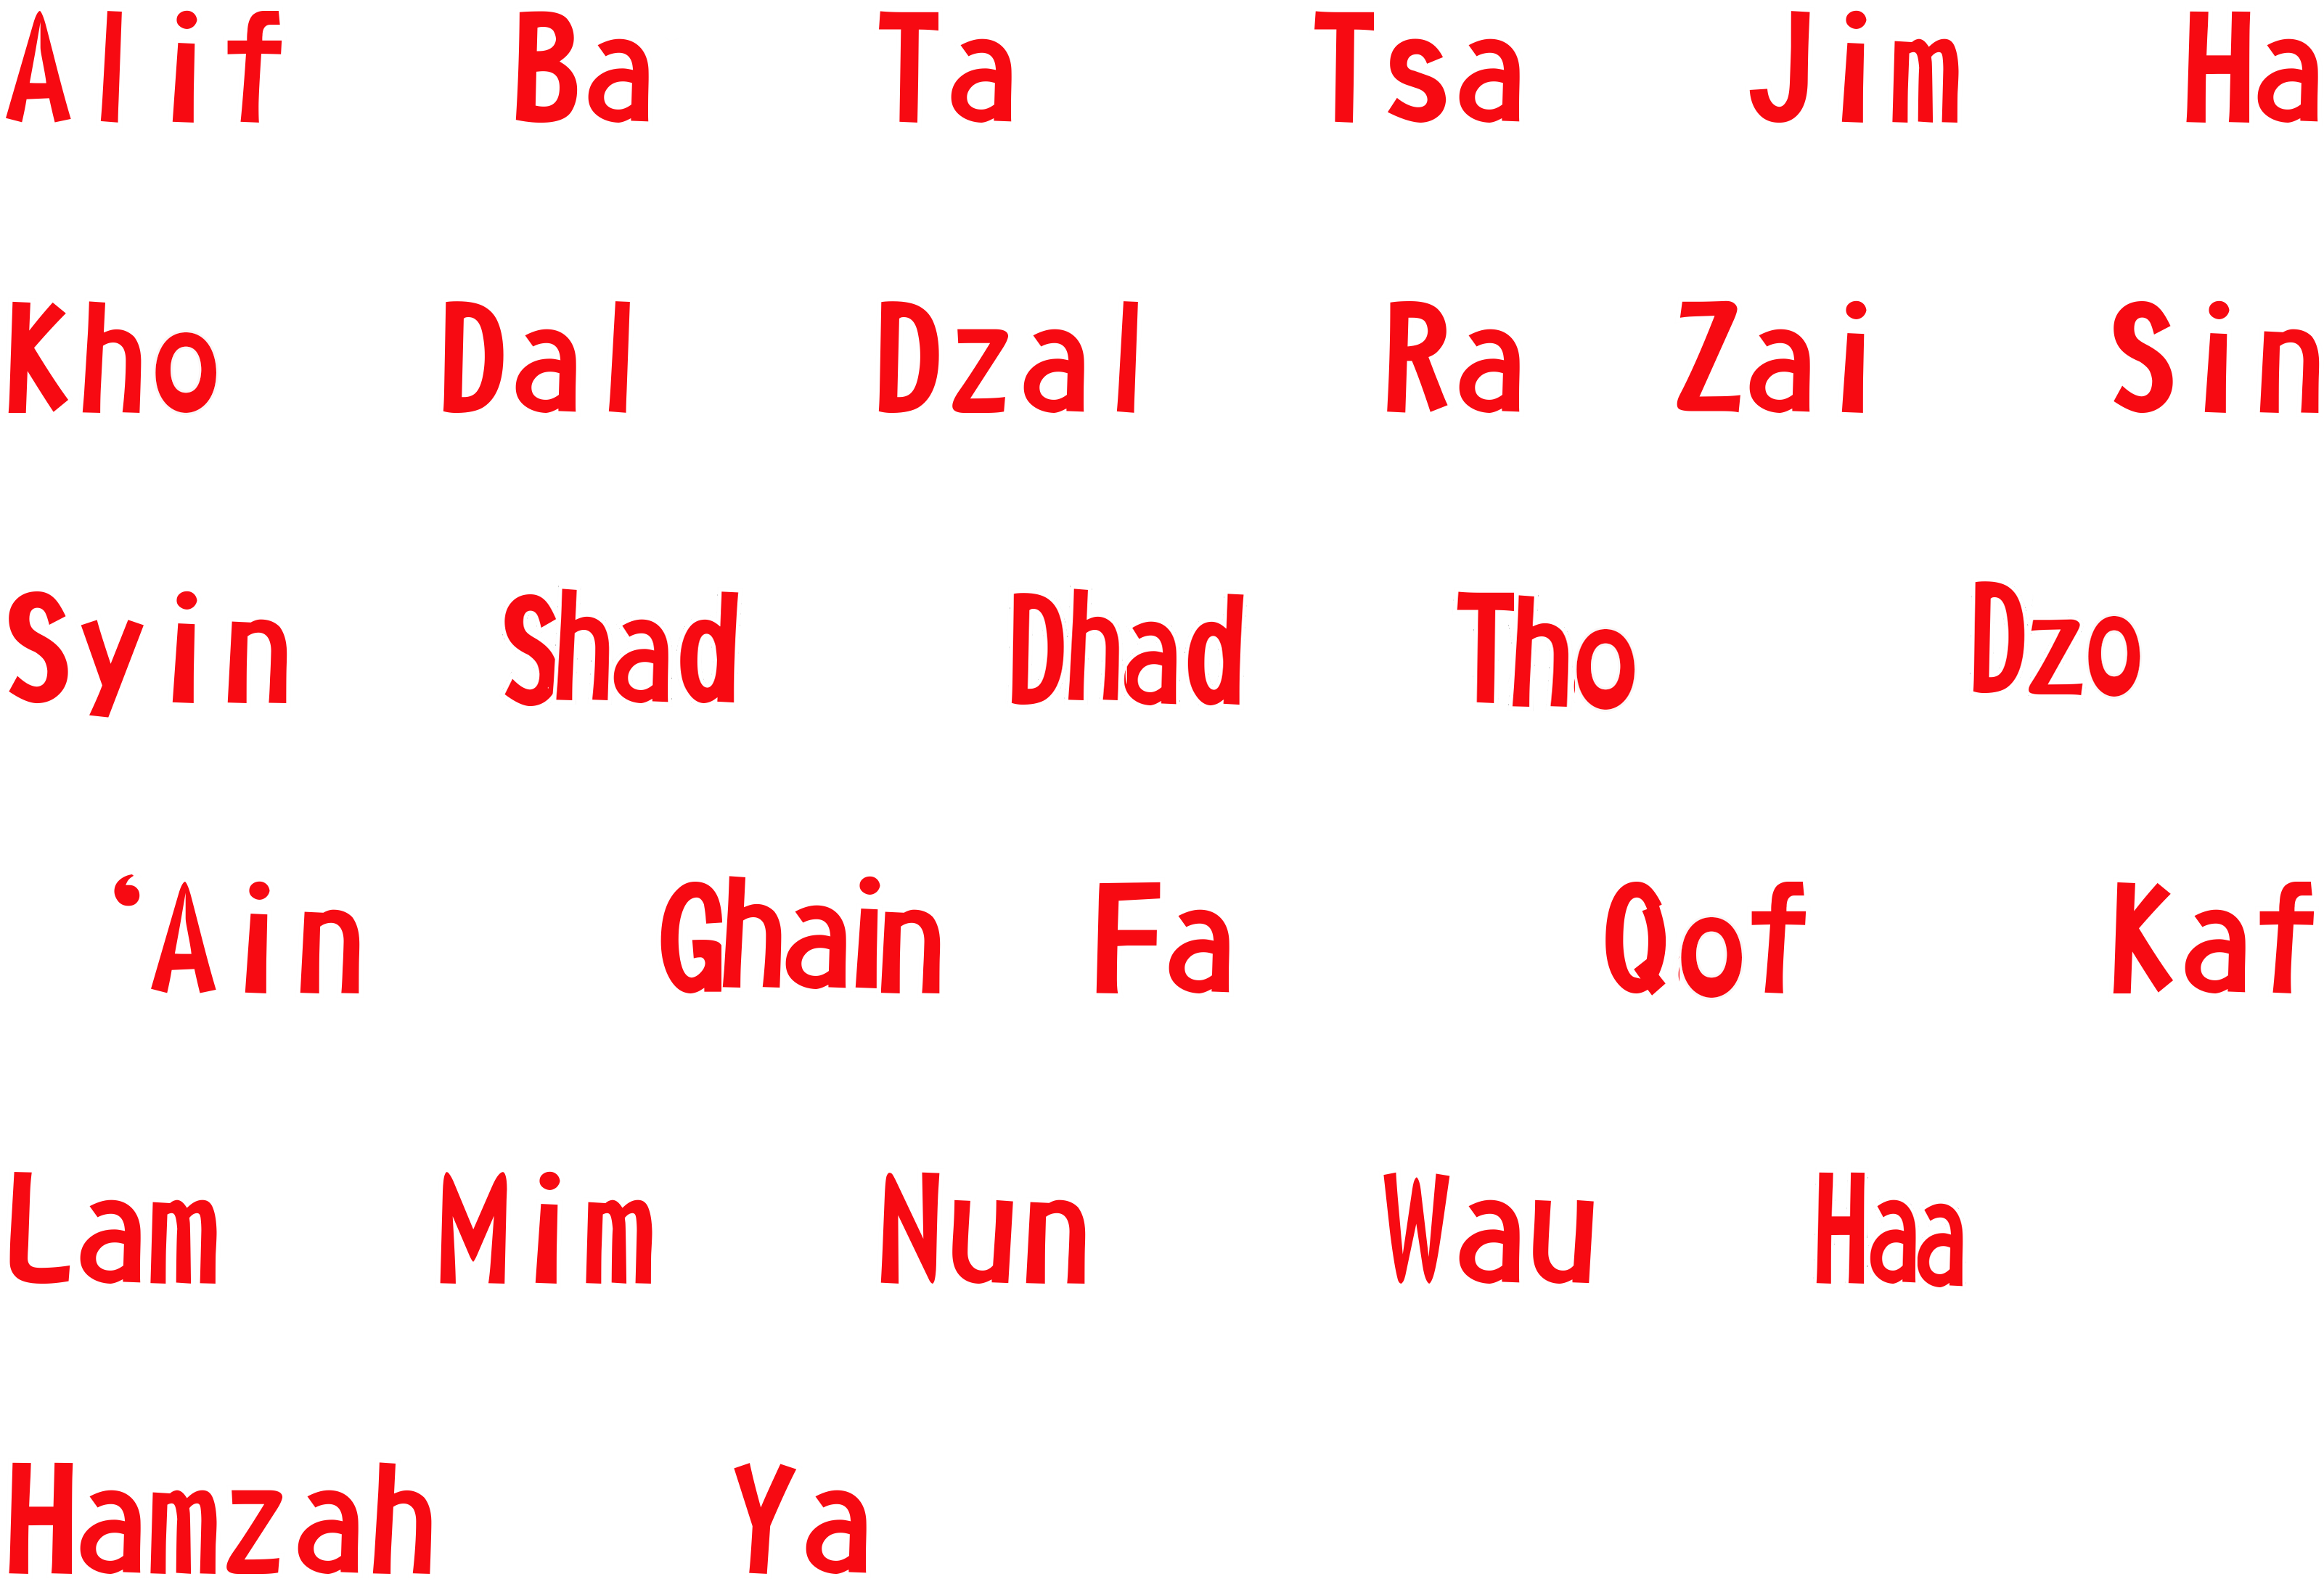 Alif Ba Ta Tsa Jim Ha
Kho Dal Dzal Ra Zai Sin
Syin Shad Dhad Tho Dzo
‘Ain Ghain Fa Qof Kaf
Lam Mim Nun Wau Haa
Hamzah Ya